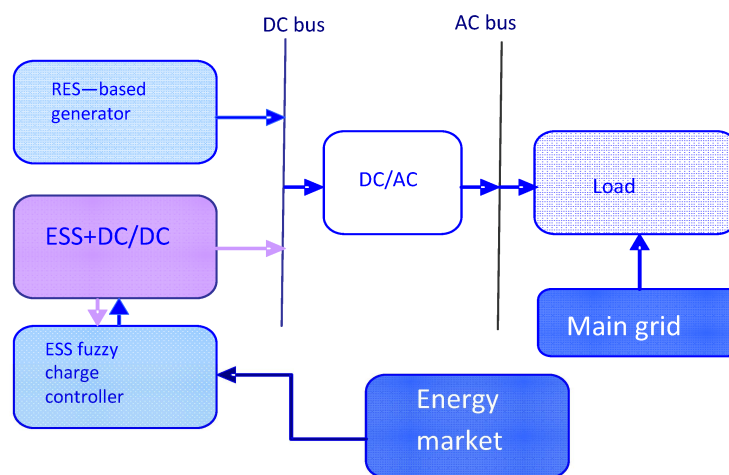 DC bus
AC bus
RES—based
generator
DC/AC
Load
ESS+DC/DC
Main grid
ESS fuzzy
charge
controller
Energy
market